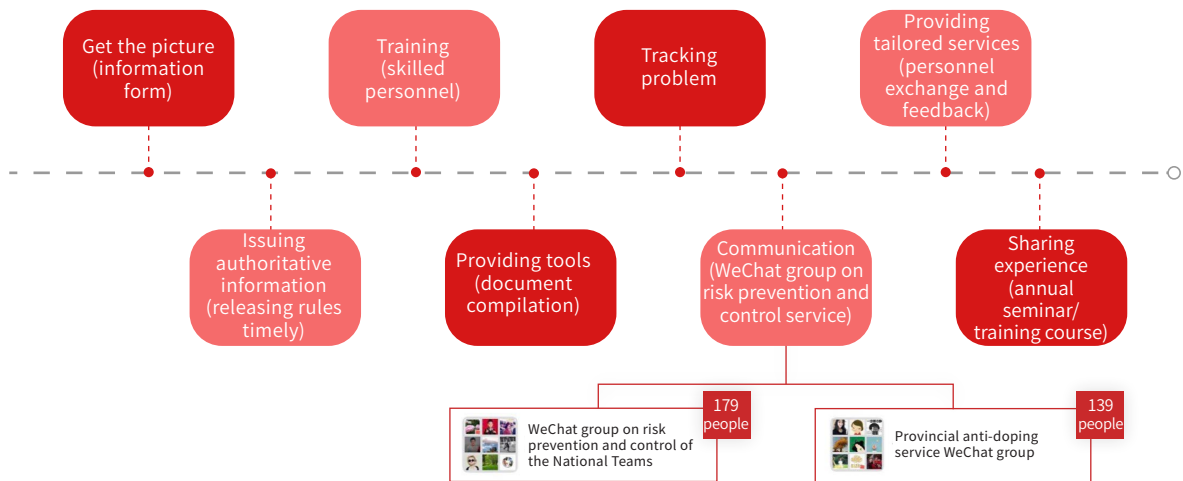 Get the picture
(information
form)
Training
(skilled
personnel)
Tracking
problem
Providing
tailored services
(personnel
exchange and
feedback)
Issuing
authoritative
information
(releasing rules
timely)
Providing tools
(document
compilation)
Communication
(WeChat group on
risk prevention and
control service)
Sharing
experience
(annual
seminar/
training course)
179
people
WeChat group on risk
prevention and control of
the National Teams
139
people
Provincial anti-doping
service WeChat group